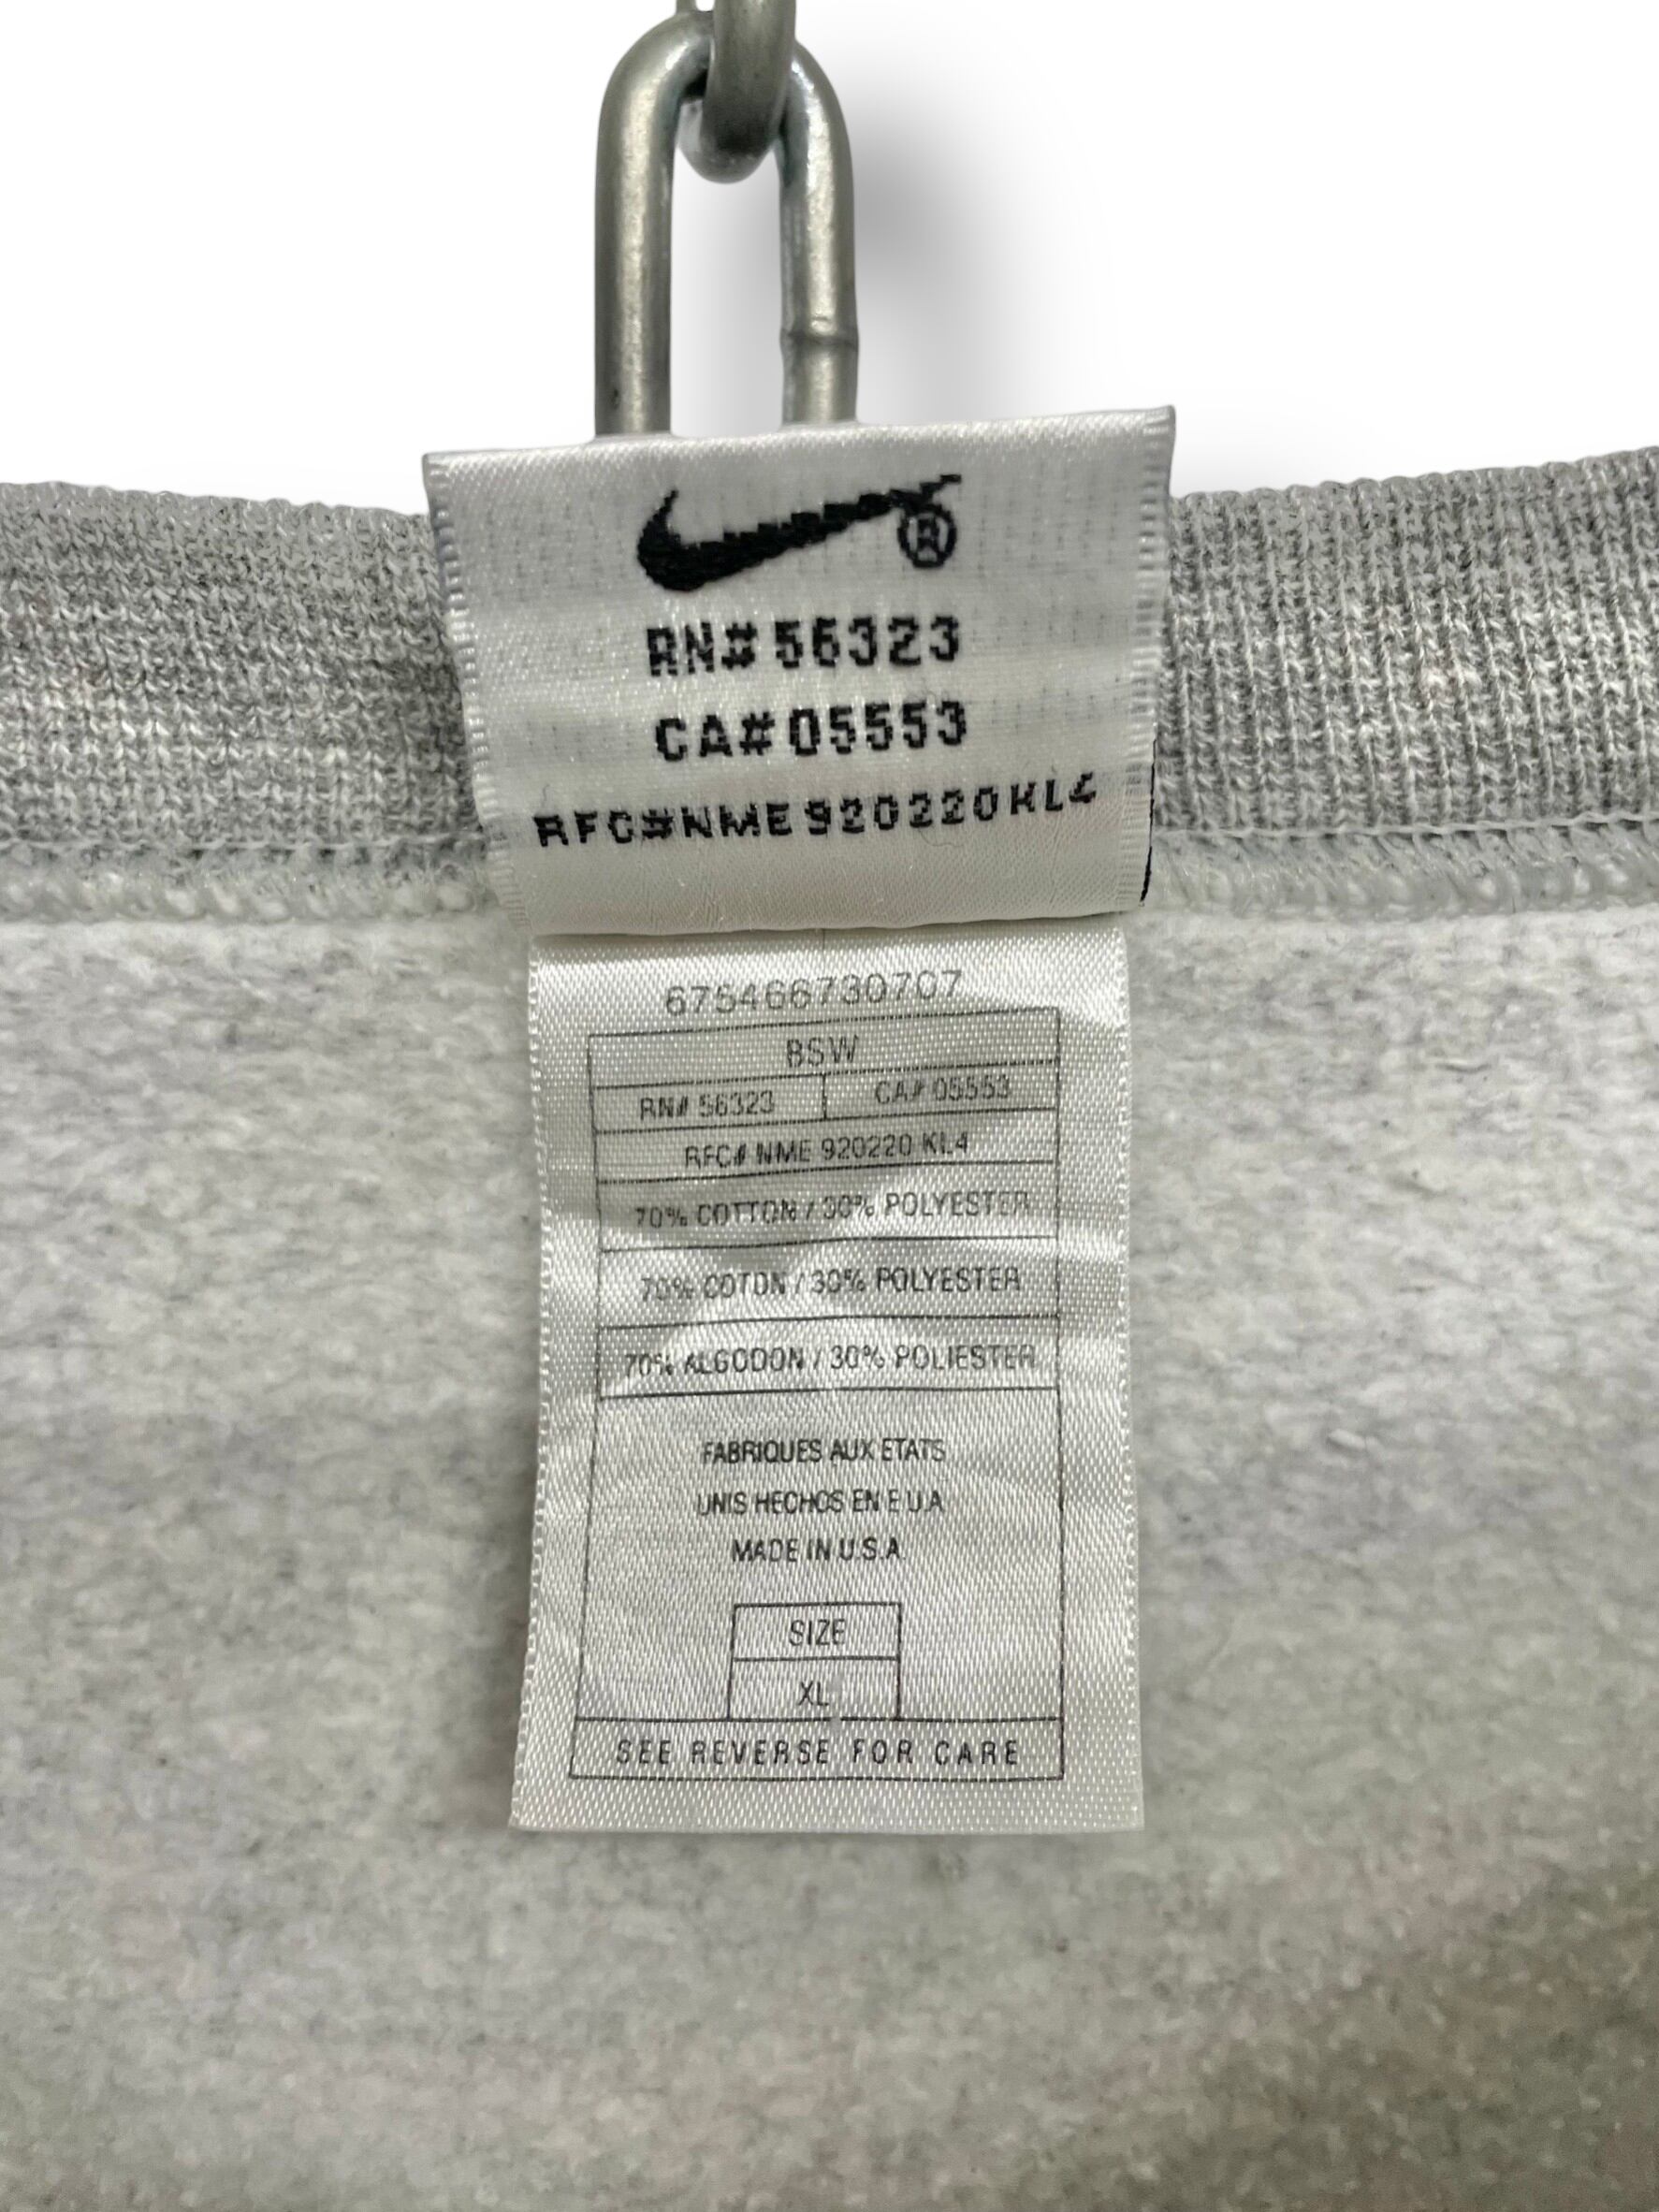 ®
RN# 56323
CA# 05553
RFC#NME 920220 KL4
675466730707
BSW
RN# 56323 CA# 05553
RFC# NME 920220 KL4
70% COTTON / 30% POLYESTER
70% COTON / 30% POLYESTER
70% ALGODON / 30% POLIESTER
FABRIQUES AUX ETATS
UNIS HECHOS EN E.U.A
MADE IN U.S.A.
SIZE
XL
SEE REVERSE FOR CARE